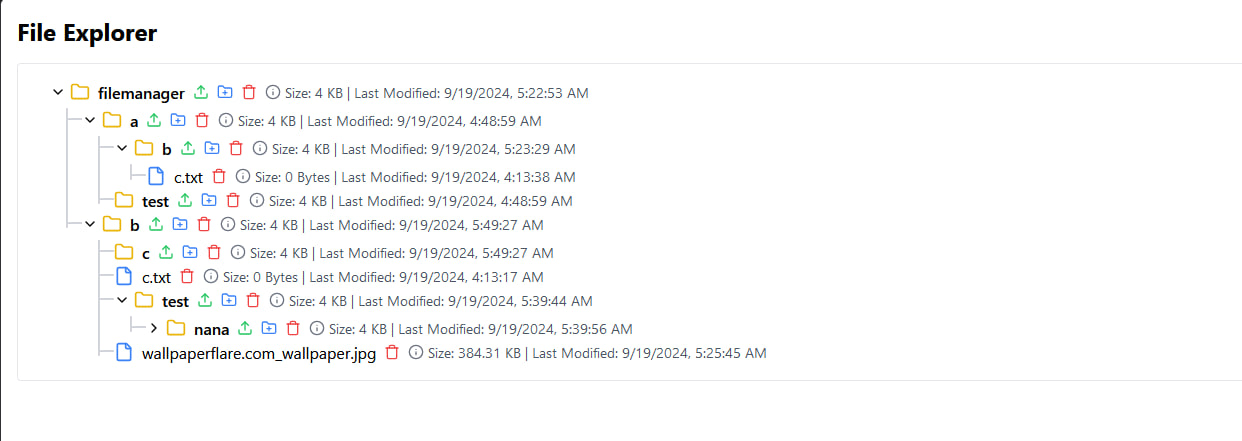 File Explorer
filemanager Size: 4 KB | Last Modified: 9/19/2024, 5:22:53 AM
a Size: 4 KB | Last Modified: 9/19/2024, 4:48:59 AM
b Size: 4 KB | Last Modified: 9/19/2024, 5:23:29 AM
c.txt Size: 0 Bytes | Last Modified: 9/19/2024, 4:13:38 AM
test Size: 4 KB | Last Modified: 9/19/2024, 4:48:59 AM
b Size: 4 KB | Last Modified: 9/19/2024, 5:49:27 AM
c Size: 4 KB | Last Modified: 9/19/2024, 5:49:27 AM
c.txt Size: 0 Bytes | Last Modified: 9/19/2024, 4:13:17 AM
test Size: 4 KB | Last Modified: 9/19/2024, 5:39:44 AM
nana Size: 4 KB | Last Modified: 9/19/2024, 5:39:56 AM
wallpaperflare.com_wallpaper.jpg Size: 384.31 KB | Last Modified: 9/19/2024, 5:25:45 AM